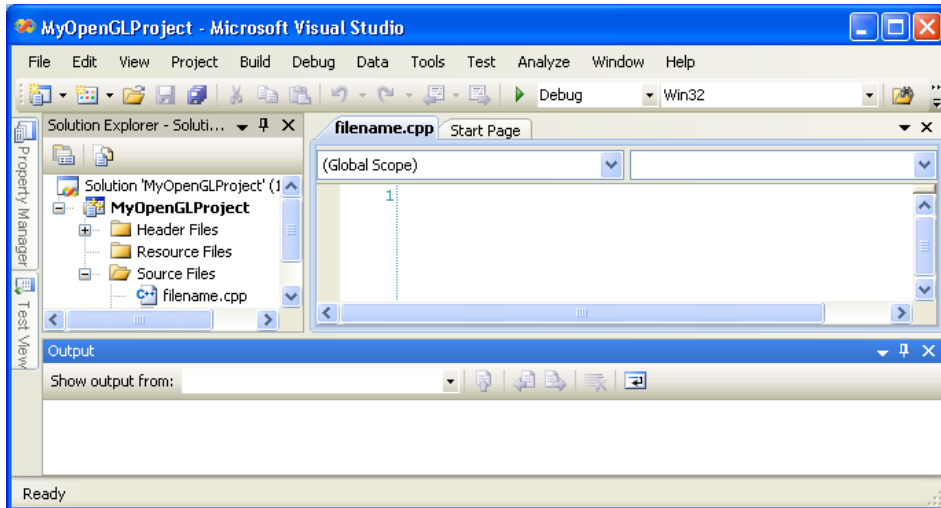 MyOpenGLProject - Microsoft Visual Studio
File Edit View Project Build Debug Data Tools Test Analyze Window Help
Debug Win32
Property Manager
Test View
Solution Explorer - Soluti...
Solution 'MyOpenGLProject' (1
MyOpenGLProject
Header Files
Resource Files
Source Files
filename.cpp
filename.cpp Start Page
(Global Scope)
1
Output
Show output from:
Ready